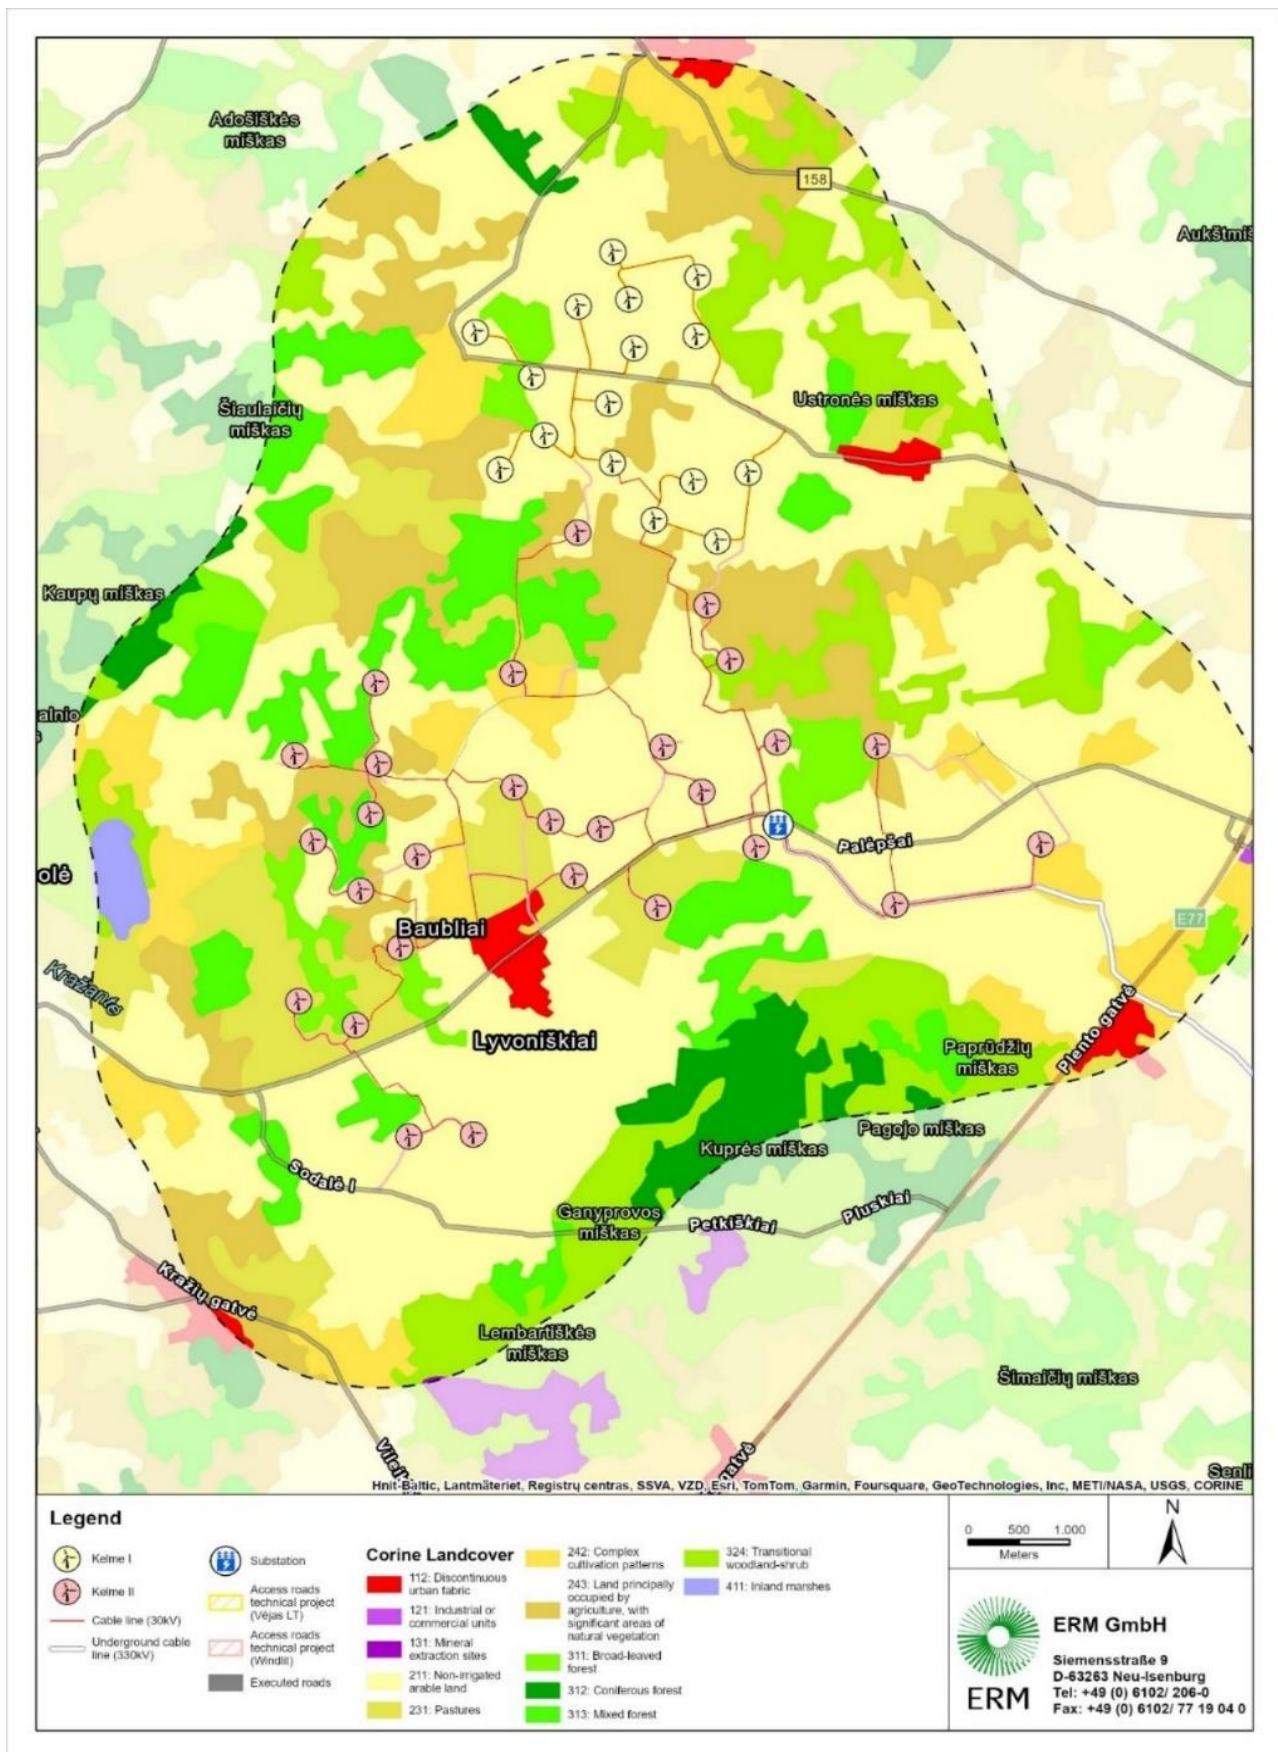 Adošiškės
miškas
158
Aukštmiš
Ustronės miškas
Šiaulaičių
miškas
Kaupų miškas
alnio
s
Palėpšai
olė
E77
Baubliai
Kražantė
Lyvoniškiai
Plento gatvė
Paprūdžių
miškas
Pagojo miškas
Kuprės miškas
Sodalė I
Ganyprovos
miškas
Petkiškiai
Pluskiai
Kražių gatvė
Lembartiškės
miškas
Šimaičių miškas
gatvė
Senli
Hnit-Baltic, Lantmäteriet, Registrų centras, SSVA, VZD, Esri, TomTom, Garmin, Foursquare, GeoTechnologies, Inc, METI/NASA, USGS, CORINE
Legend
Kelme I
Kelme II
Cable line (30kV)
Underground cable
line (330kV)
Substation
Access roads
technical project
(Vėjas LT)
Access roads
technical project
(Windlit)
Executed roads
Corine Landcover
112: Discontinuous
urban fabric
121: Industrial or
commercial units
131: Mineral
extraction sites
211: Non-irrigated
arable land
231: Pastures
242: Complex
cultivation patterns
243: Land principally
occupied by
agriculture, with
significant areas of
natural vegetation
311: Broad-leaved
forest
312: Coniferous forest
313: Mixed forest
324: Transitional
woodland-shrub
411: Inland marshes
0 500 1.000
Meters
N
ERM
ERM GmbH
Siemensstraße 9
D-63263 Neu-Isenburg
Tel: +49 (0) 6102/ 206-0
Fax: +49 (0) 6102/ 77 19 04 0